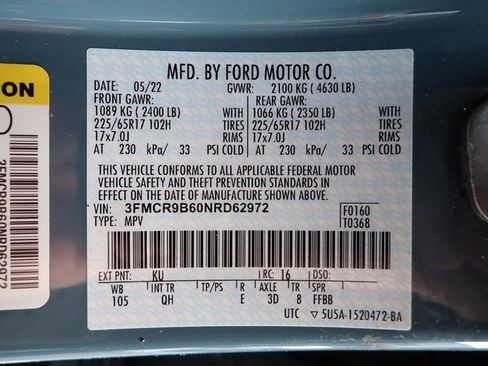 ON
3FMCR9B60NRD62972
MFD. BY FORD MOTOR CO.
DATE: 05/22 GVWR: 2100 KG ( 4630 LB)
FRONT GAWR: REAR GAWR:
1089 KG ( 2400 LB) 1066 KG ( 2350 LB)
225/65R17 102H TIRES 225/65R17 102H TIRES
17x7.0J RIMS 17x7.0J RIMS
AT 230 kPa/ 33 PSI COLD AT 230 kPa/ 33 PSI COLD
THIS VEHICLE CONFORMS TO ALL APPLICABLE FEDERAL MOTOR
VEHICLE SAFETY AND THEFT PREVENTION STANDARDS IN
EFFECT ON THE DATE OF MANUFACTURE SHOWN ABOVE.
VIN: 3FMCR9B60NRD62972 F0160
TYPE: MPV T0368
EXT PNT: KU RC: 16 DSO:
WB INT TR TP/PS R AXLE TR SPR
105 QH E 3D 8 FFBB
UTC ▽5U5A-1520472-BA